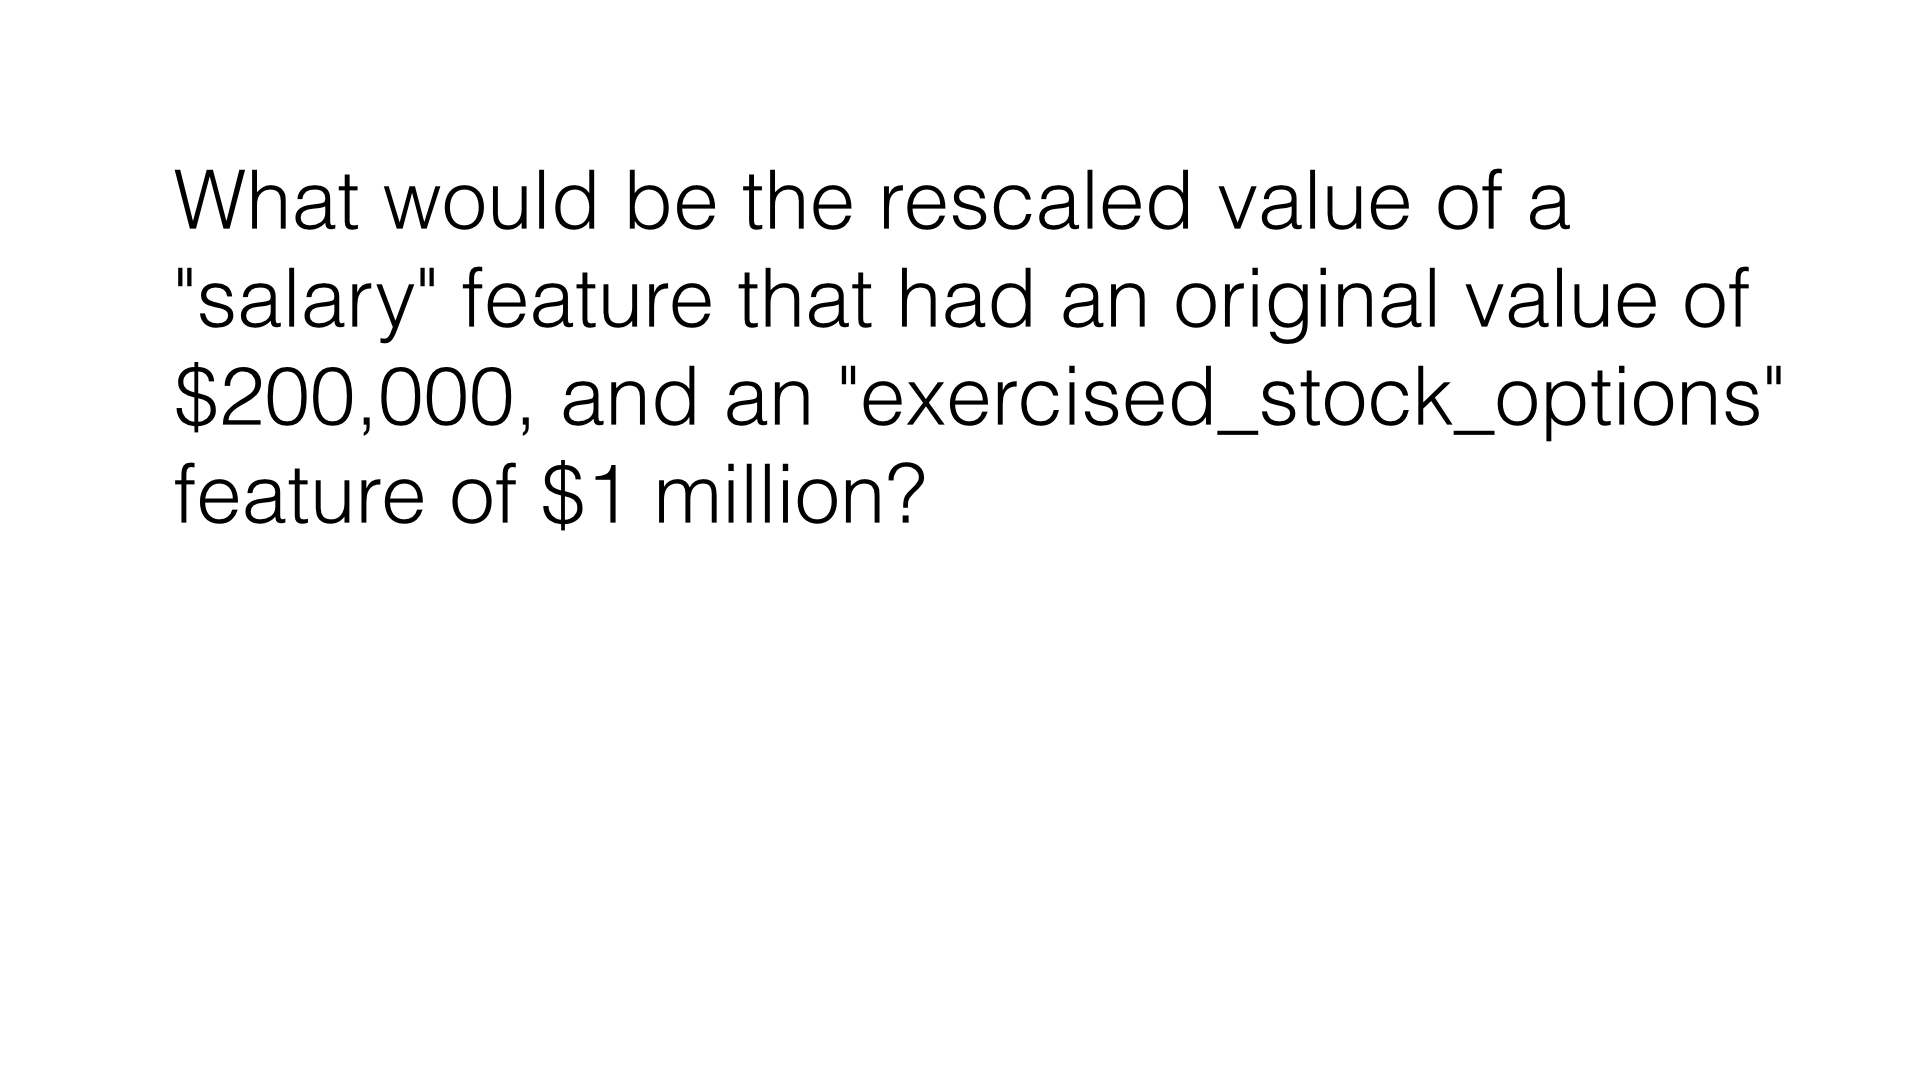 What would be the rescaled value of a
"salary" feature that had an original value of
$200,000, and an "exercised_stock_options"
feature of $1 million?